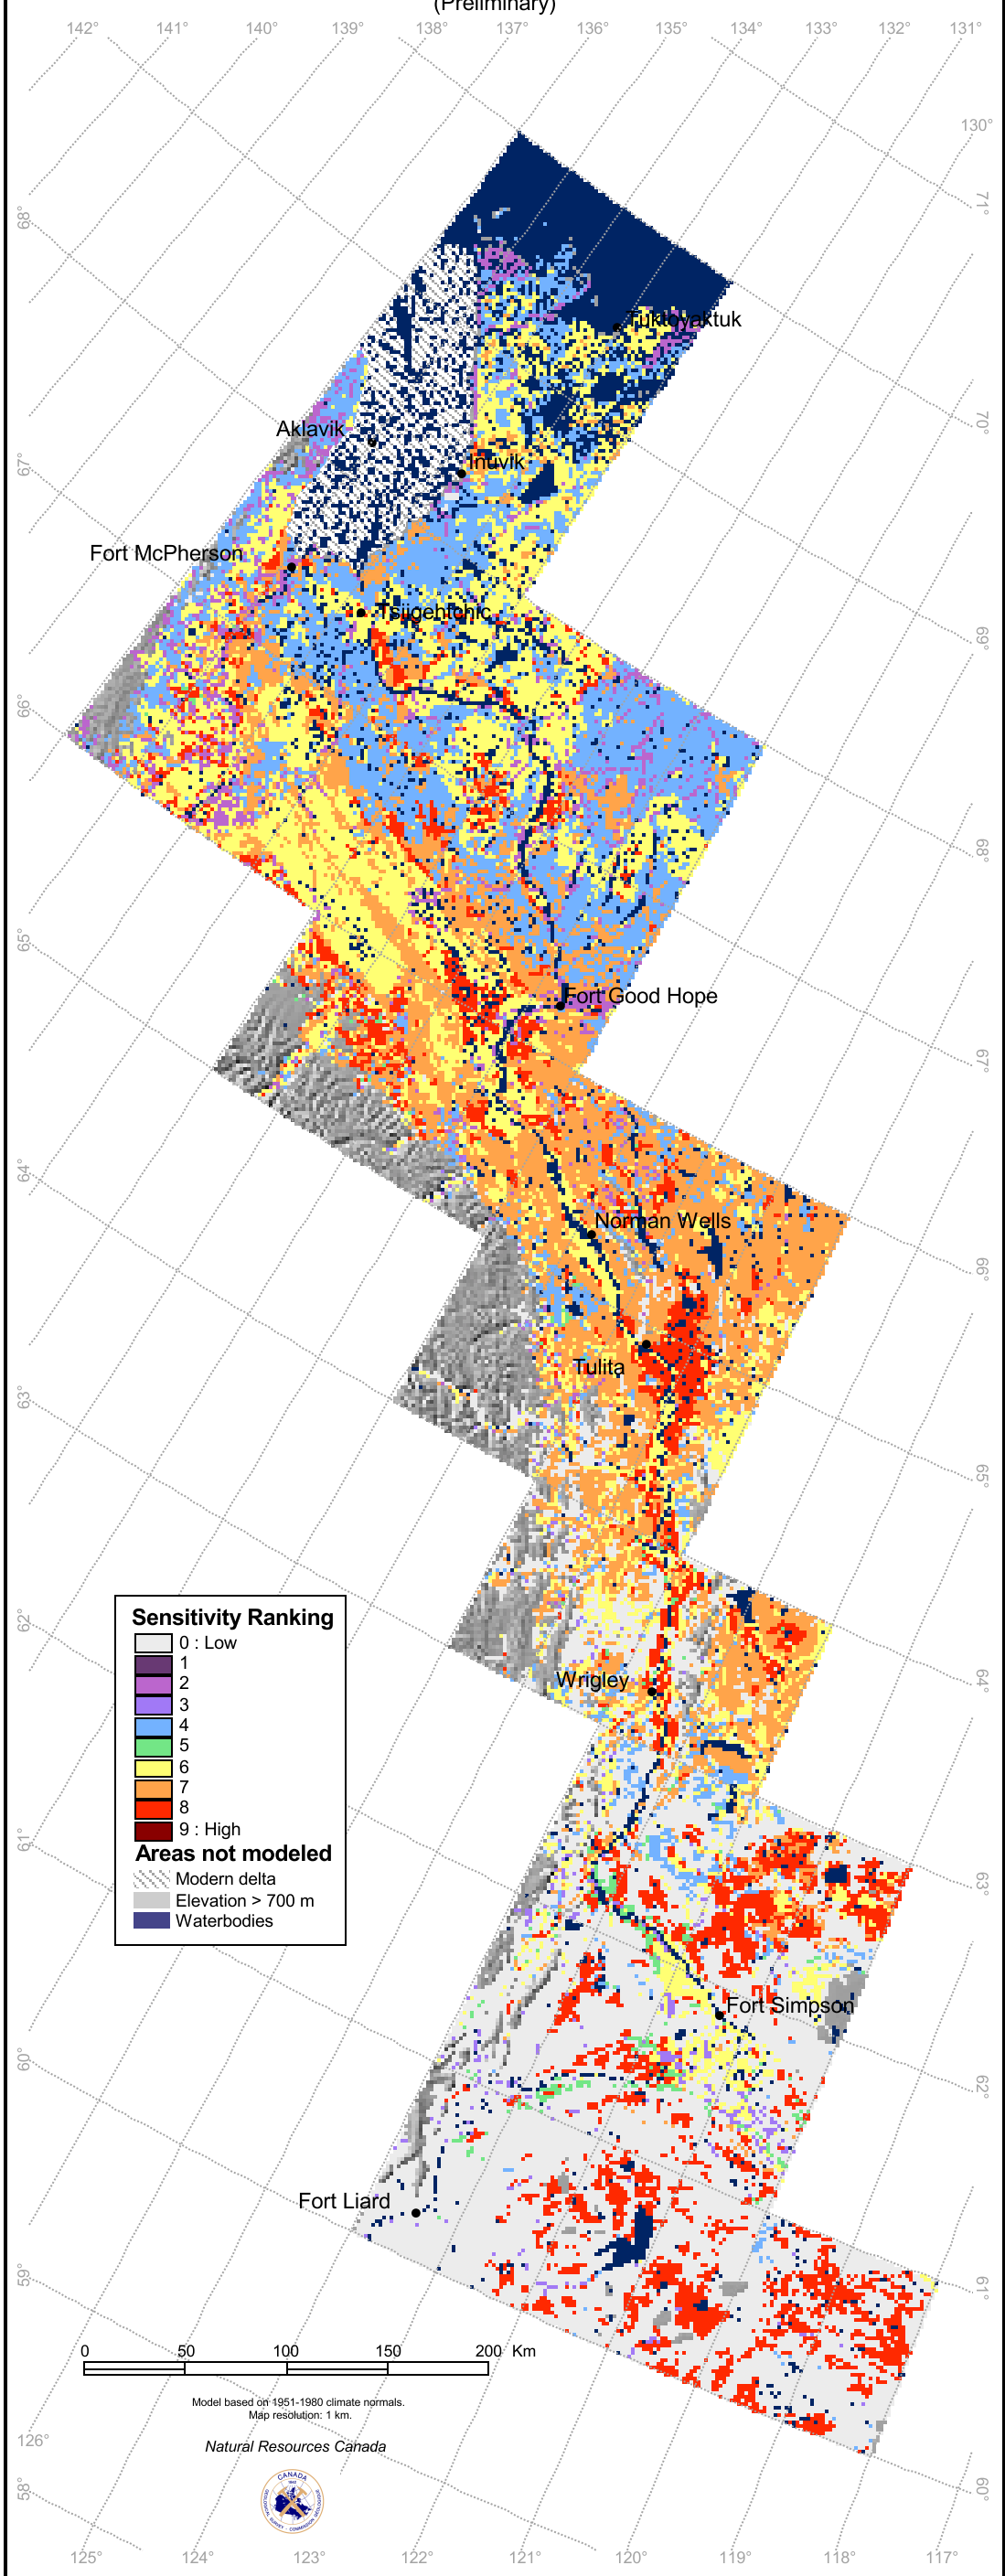 (Preliminary)
142° 141° 140° 139° 138° 137° 136° 135° 134° 133° 132° 131°
130°
71°
68°
Tuktoyaktuk
70°
Aklavik
Inuvik
67°
Fort McPherson
Tsiigehtchic
69°
66°
68°
65°
Fort Good Hope
67°
64°
Norman Wells
66°
Tulita
63°
65°
Sensitivity Ranking
0 : Low
1
2
3
4
5
6
7
8
9 : High
Areas not modeled
Modern delta
Elevation > 700 m
Waterbodies
62°
Wrigley
64°
61°
63°
Fort Simpson
60°
62°
Fort Liard
59°
61°
0 50 100 150 200 Km
Model based on 1951-1980 climate normals.
Map resolution: 1 km.
Natural Resources Canada
CANADA
126°
58°
60°
125° 124° 123° 122° 121° 120° 119° 118° 117°